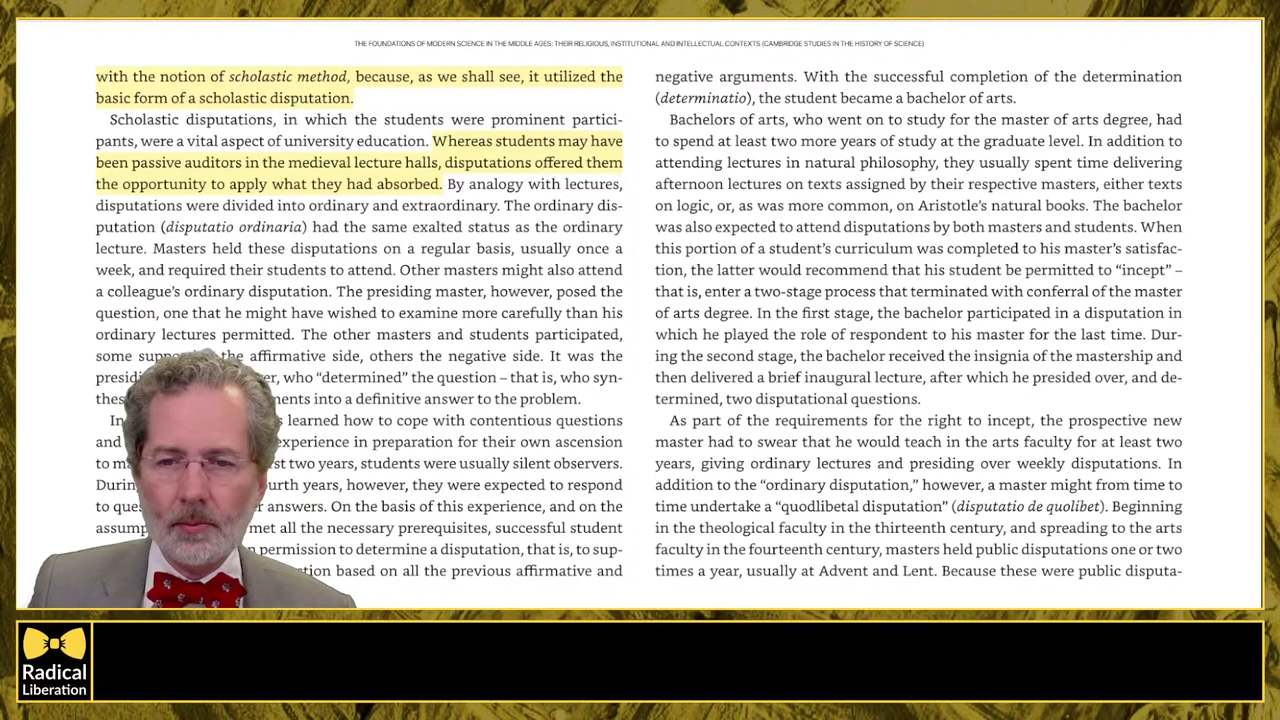 THE FOUNDATIONS OF MODERN SCIENCE IN THE MIDDLE AGES: THEIR RELIGIOUS, INSTITUTIONAL AND INTELLECTUAL CONTEXTS (CAMBRIDGE STUDIES IN THE HISTORY OF SCIENCE)
with the notion of scholastic method, because, as we shall see, it utilized the
basic form of a scholastic disputation.
Scholastic disputations, in which the students were prominent partici-
pants, were a vital aspect of university education. Whereas students may have
been passive auditors in the medieval lecture halls, disputations offered them
the opportunity to apply what they had absorbed. By analogy with lectures,
disputations were divided into ordinary and extraordinary. The ordinary dis-
putation (disputatio ordinaria) had the same exalted status as the ordinary
lecture. Masters held these disputations on a regular basis, usually once a
week, and required their students to attend. Other masters might also attend
a colleague's ordinary disputation. The presiding master, however, posed the
question, one that he might have wished to examine more carefully than his
ordinary lectures permitted. The other masters and students participated,
some the affirmative side, others the negative side. It was the
who "determined" the question – that is, who syn-
into a definitive answer to the problem.
In learned how to cope with contentious questions
and experience in preparation for their own ascension
to two years, students were usually silent observers.
years, however, they were expected to respond
to answers. On the basis of this experience, and on the
met all the necessary prerequisites, successful student
permission to determine a disputation, that is, to sup-
based on all the previous affirmative and
negative arguments. With the successful completion of the determination
(determinatio), the student became a bachelor of arts.
Bachelors of arts, who went on to study for the master of arts degree, had
to spend at least two more years of study at the graduate level. In addition to
attending lectures in natural philosophy, they usually spent time delivering
afternoon lectures on texts assigned by their respective masters, either texts
on logic, or, as was more common, on Aristotle's natural books. The bachelor
was also expected to attend disputations by both masters and students. When
this portion of a student's curriculum was completed to his master's satisfac-
tion, the latter would recommend that his student be permitted to "incept" –
that is, enter a two-stage process that terminated with conferral of the master
of arts degree. In the first stage, the bachelor participated in a disputation in
which he played the role of respondent to his master for the last time. Dur-
ing the second stage, the bachelor received the insignia of the mastership and
then delivered a brief inaugural lecture, after which he presided over, and de-
termined, two disputational questions.
As part of the requirements for the right to incept, the prospective new
master had to swear that he would teach in the arts faculty for at least two
years, giving ordinary lectures and presiding over weekly disputations. In
addition to the "ordinary disputation," however, a master might from time to
time undertake a "quodlibetal disputation" (disputatio de quolibet). Beginning
in the theological faculty in the thirteenth century, and spreading to the arts
faculty in the fourteenth century, masters held public disputations one or two
times a year, usually at Advent and Lent. Because these were public disputa-
Radical
Liberation